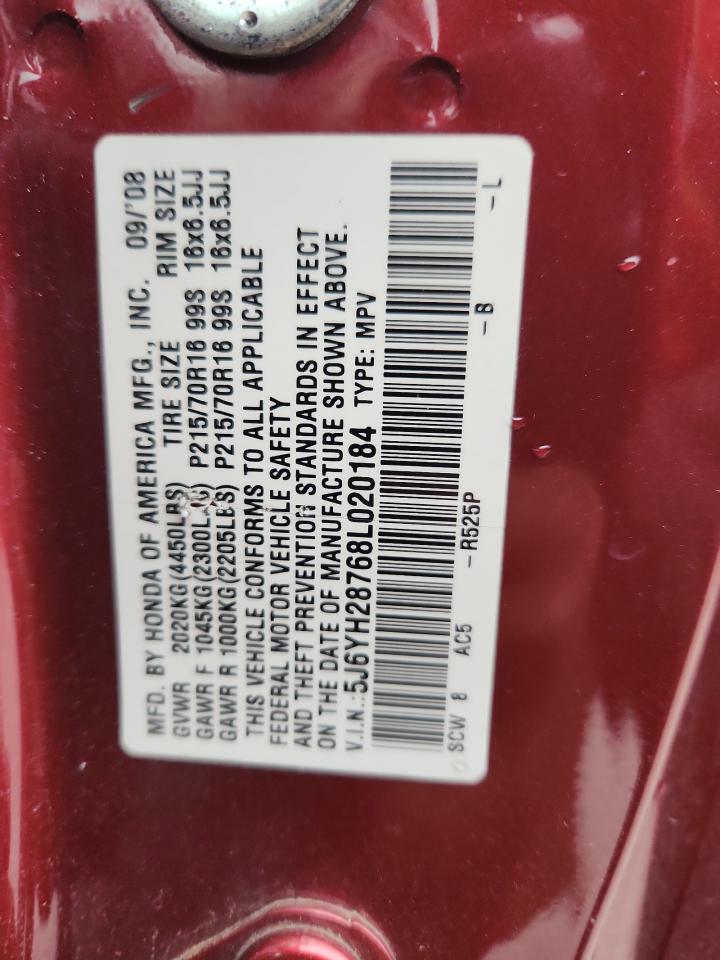 MFD. BY HONDA OF AMERICA MFG., INC. 09/'08
GVWR 2020KG(4450LBS) TIRE SIZE RIM SIZE
GAWR F 1045KG(2300LBS) P215/70R16 99S 16x6.5JJ
GAWR R 1000KG(2205LBS) P215/70R16 99S 16x6.5JJ
THIS VEHICLE CONFORMS TO ALL APPLICABLE
FEDERAL MOTOR VEHICLE SAFETY
AND THEFT PREVENTION STANDARDS IN EFFECT
ON THE DATE OF MANUFACTURE SHOWN ABOVE.
V.I.N.:5J6YH28768L020184 TYPE: MPV
SCW 8 AC5 -R525P -B -L